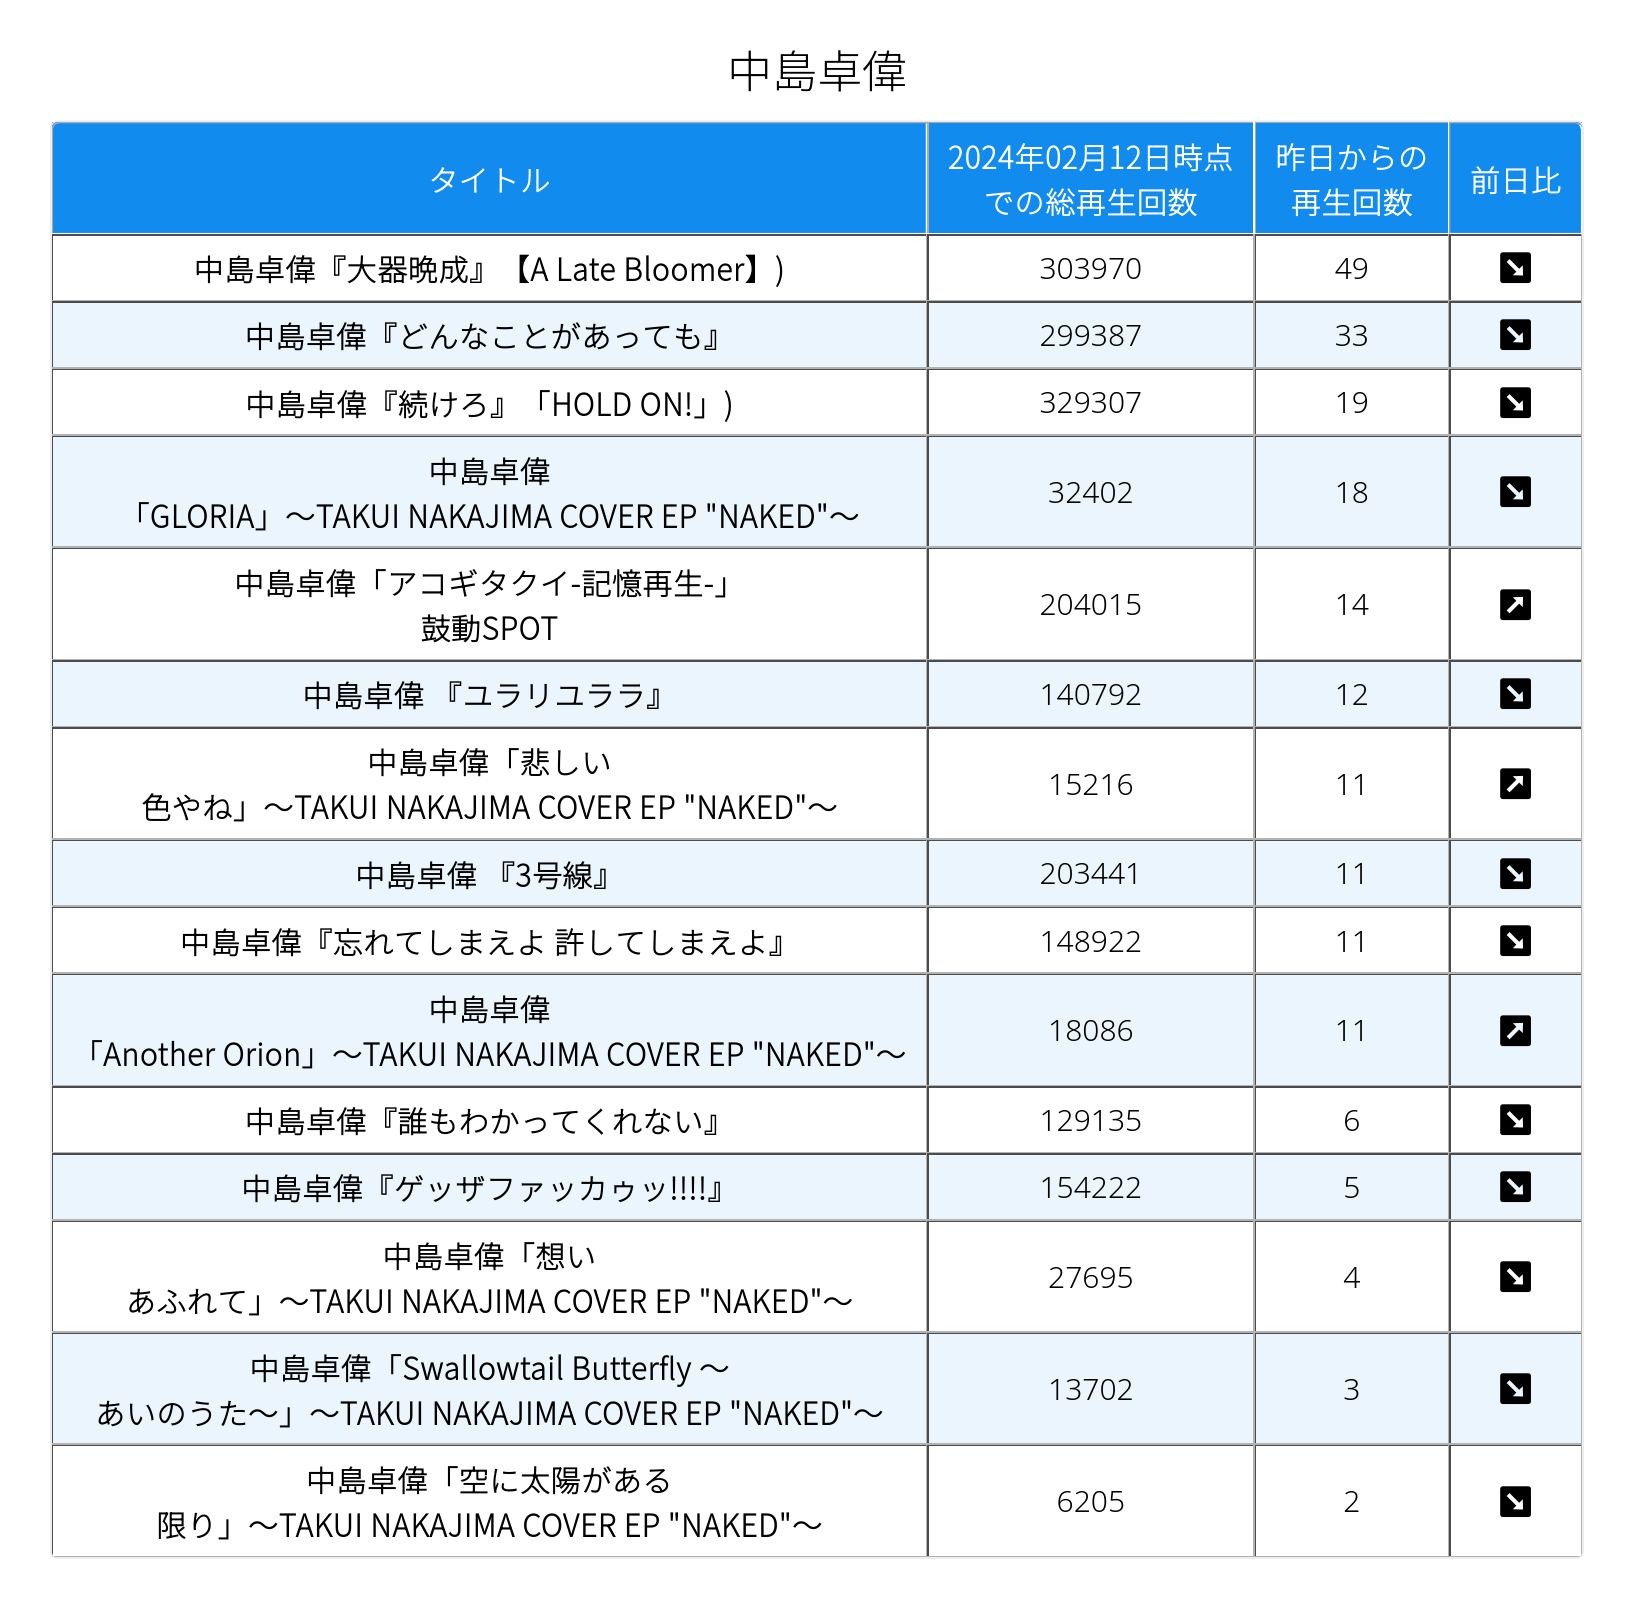 中島卓偉
タイトル
2024年02月12日時点
での総再生回数
昨日からの
再生回数
前日比
中島卓偉『大器晩成』【A Late Bloomer】)
303970
49
↘
中島卓偉『どんなことがあっても』
299387
33
↘
中島卓偉『続けろ』「HOLD ON!」)
329307
19
↘
中島卓偉
「GLORIA」～TAKUI NAKAJIMA COVER EP "NAKED"～
32402
18
↘
中島卓偉「アコギタクイ-記憶再生-」
鼓動SPOT
204015
14
↗
中島卓偉 『ユラリユララ』
140792
12
↘
中島卓偉「悲しい
色やね」～TAKUI NAKAJIMA COVER EP "NAKED"～
15216
11
↗
中島卓偉 『3号線』
203441
11
↘
中島卓偉『忘れてしまえよ 許してしまえよ』
148922
11
↘
中島卓偉
「Another Orion」～TAKUI NAKAJIMA COVER EP "NAKED"～
18086
11
↗
中島卓偉『誰もわかってくれない』
129135
6
↘
中島卓偉『ゲッザファッカゥッ!!!!』
154222
5
↘
中島卓偉「想い
あふれて」～TAKUI NAKAJIMA COVER EP "NAKED"～
27695
4
↘
中島卓偉「Swallowtail Butterfly ～
あいのうた～」～TAKUI NAKAJIMA COVER EP "NAKED"～
13702
3
↘
中島卓偉「空に太陽がある
限り」～TAKUI NAKAJIMA COVER EP "NAKED"～
6205
2
↘